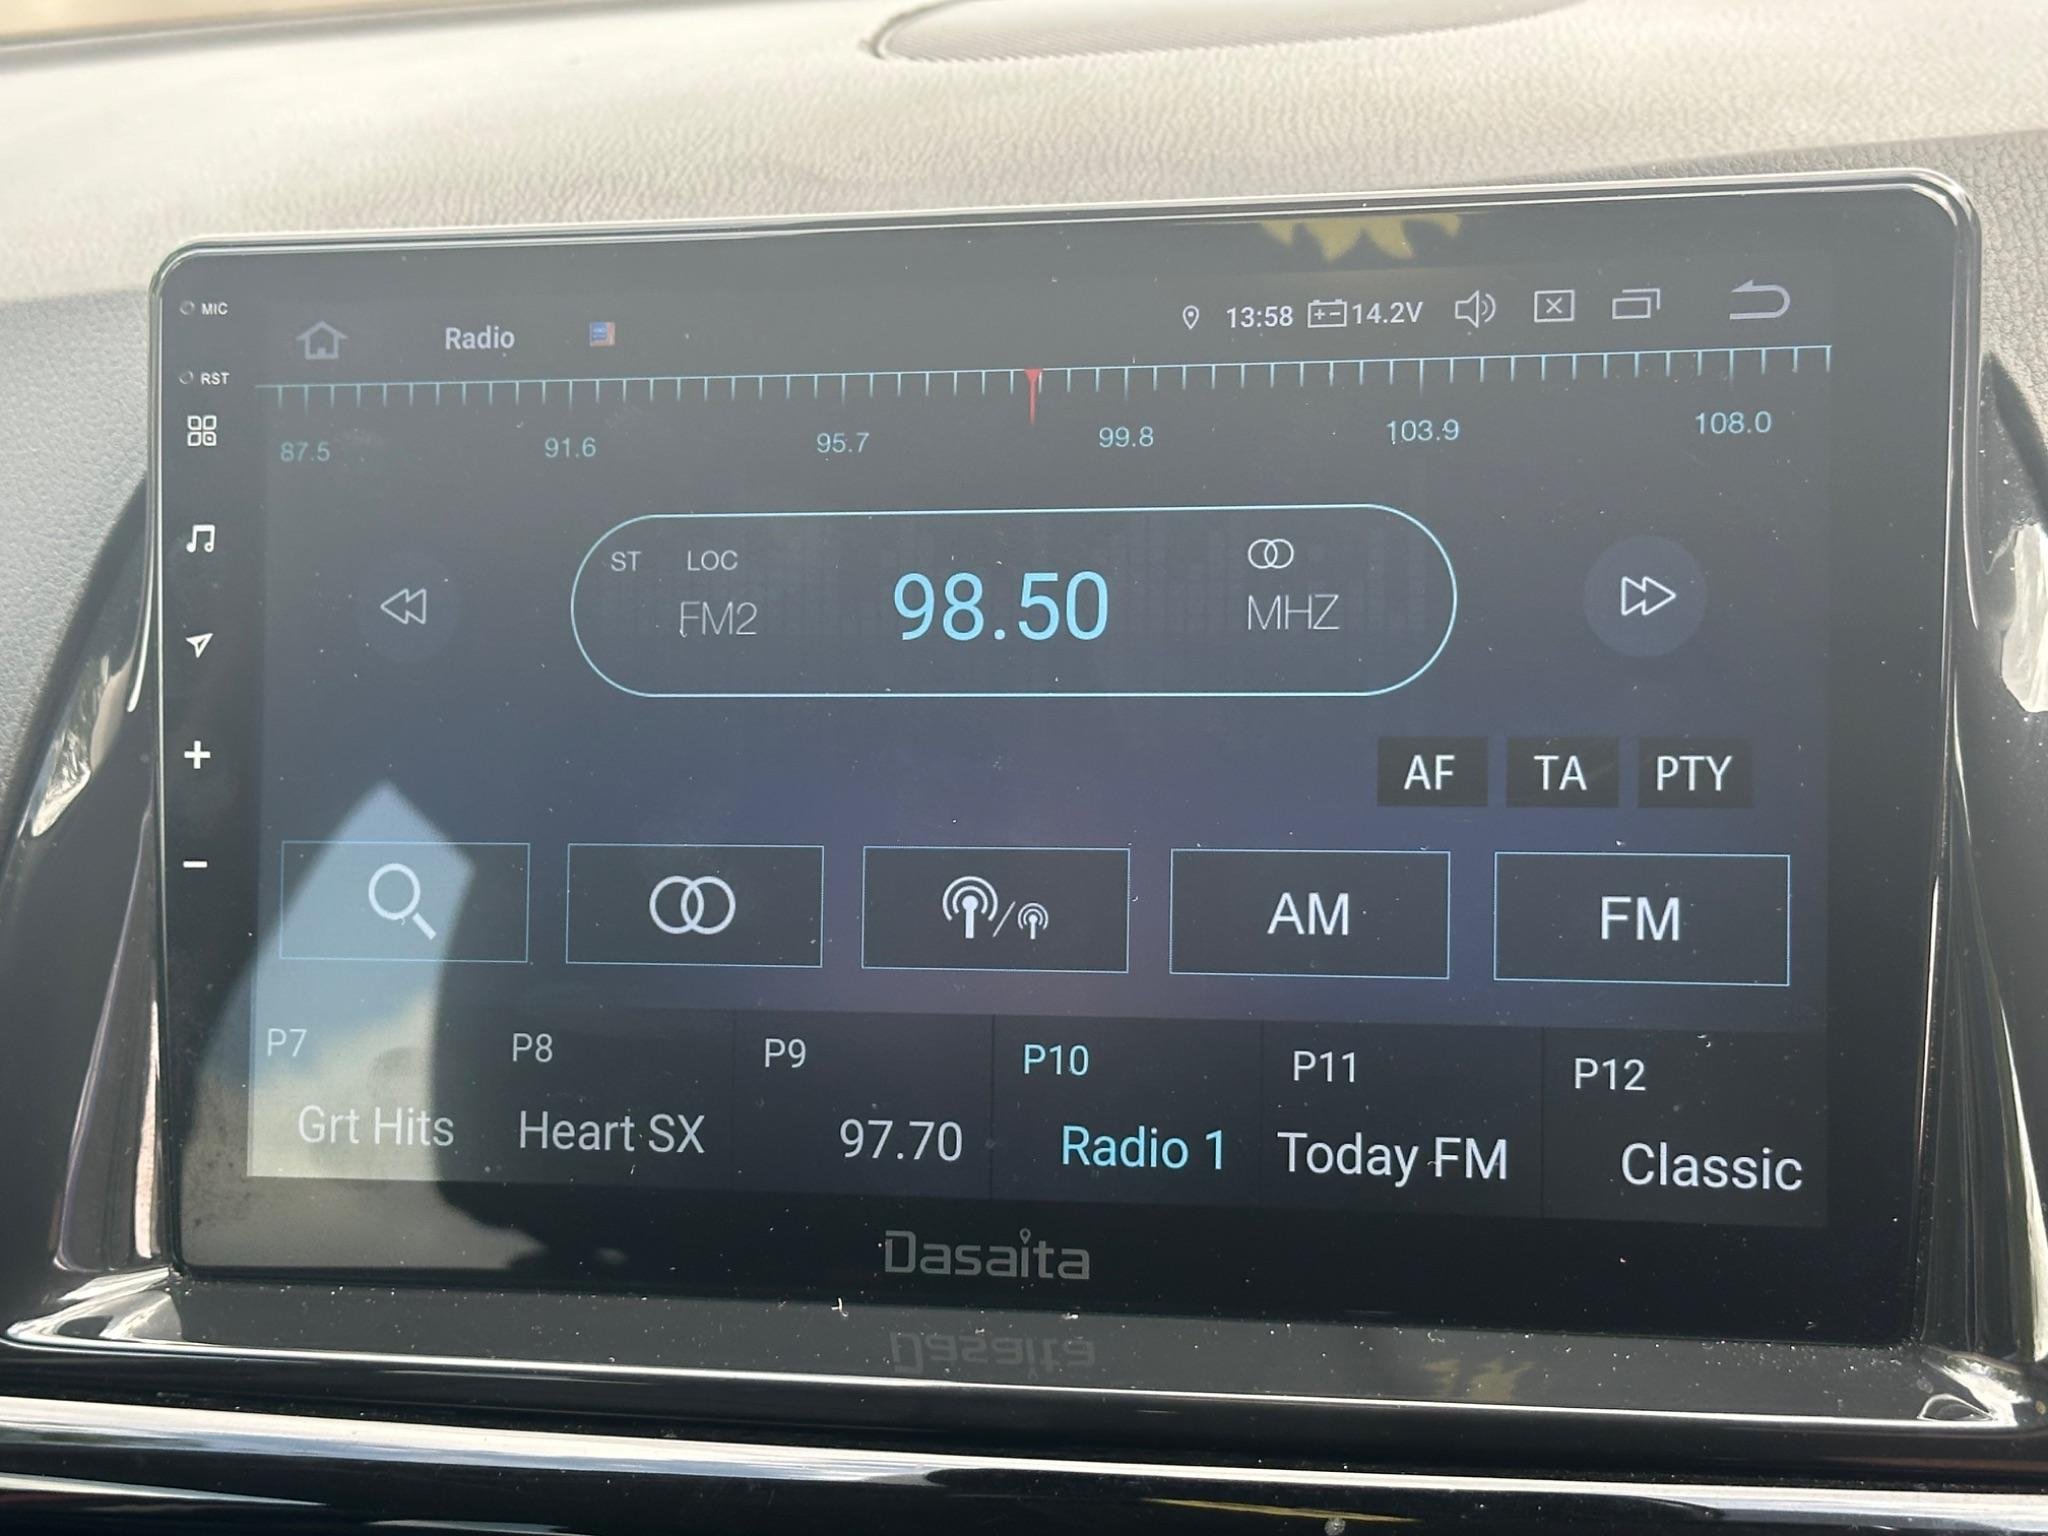 MIC
Radio
13:58 14.2V
RST
87.5 91.6 95.7 99.8 103.9 108.0
ST LOC
FM2 98.50 MHZ
AF TA PTY
AM FM
P7 P8 P9 P10 P11 P12
Grt Hits Heart SX 97.70 Radio 1 Today FM Classic
Dasaita